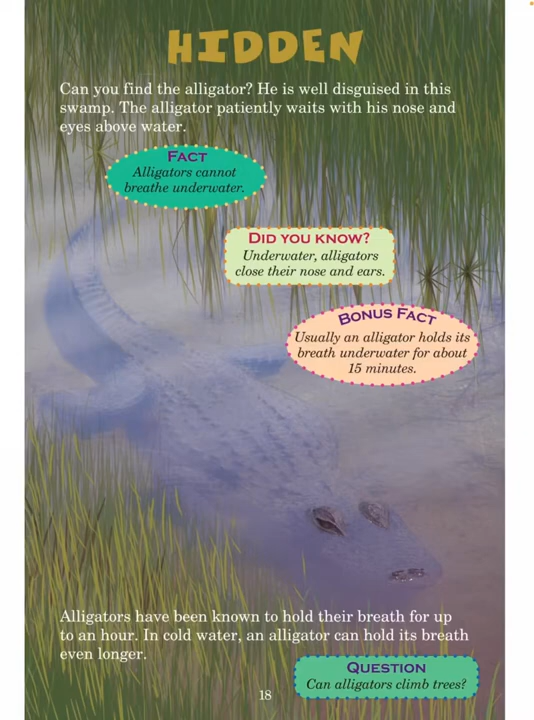 HIDDEN
Can you find the alligator? He is well disguised in this
swamp. The alligator patiently waits with his nose and
eyes above water.
FACT
Alligators cannot
breathe underwater.
DID YOU KNOW?
Underwater, alligators
close their nose and ears.
BONUS FACT
Usually an alligator holds its
breath underwater for about
15 minutes.
Alligators have been known to hold their breath for up
to an hour. In cold water, an alligator can hold its breath
even longer.
QUESTION
Can alligators climb trees?
18